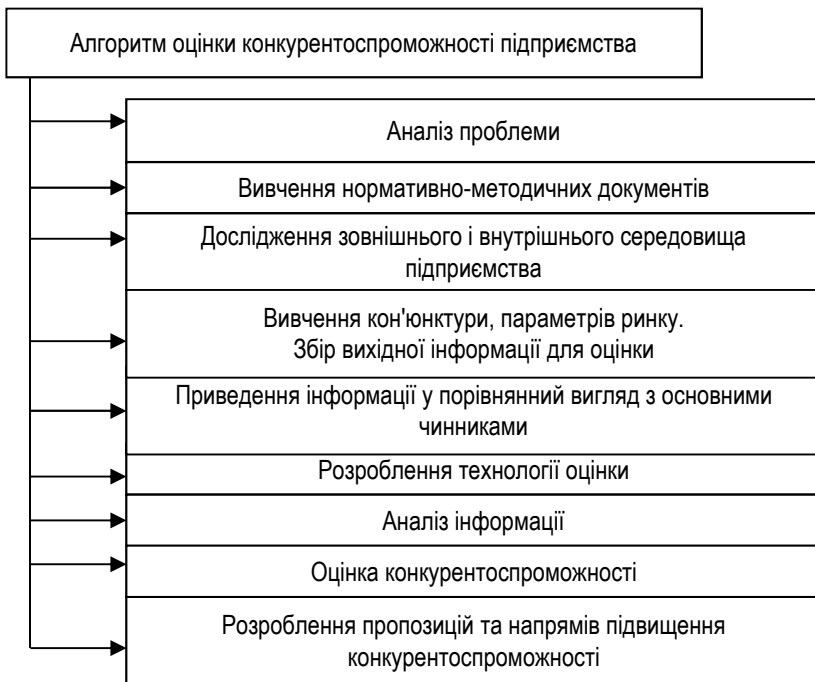 Алгоритм оцінки конкурентоспроможності підприємства
Аналіз проблеми
Вивчення нормативно-методичних документів
Дослідження зовнішнього і внутрішнього середовища
підприємства
Вивчення кон'юнктури, параметрів ринку.
Збір вихідної інформації для оцінки
Приведення інформації у порівнянний вигляд з основними
чинниками
Розроблення технології оцінки
Аналіз інформації
Оцінка конкурентоспроможності
Розроблення пропозицій та напрямів підвищення
конкурентоспроможності